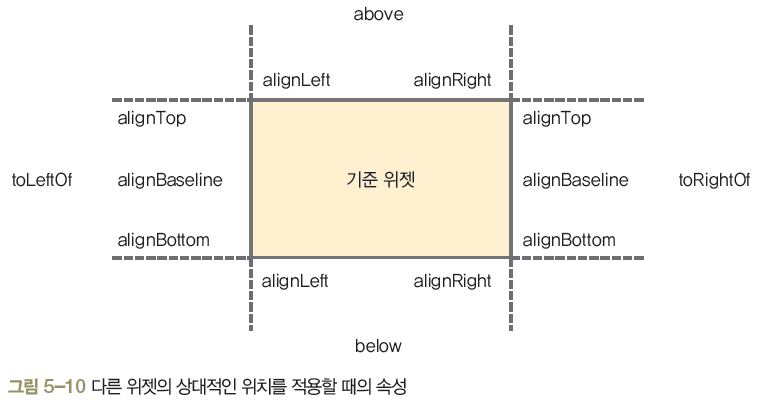 above
alignLeft alignRight
alignTop alignTop
toLeftOf alignBaseline 기준 위젯 alignBaseline toRightOf
alignBottom alignBottom
alignLeft alignRight
below
그림 5-10 다른 위젯의 상대적인 위치를 적용할 때의 속성